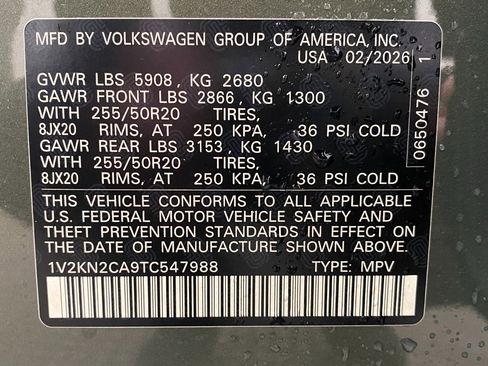 MFD BY VOLKSWAGEN GROUP OF AMERICA, INC.
USA 02/2026
GVWR LBS 5908, KG 2680
GAWR FRONT LBS 2866, KG 1300
WITH 255/50R20 TIRES,
8JX20 RIMS, AT 250 KPA, 36 PSI COLD
GAWR REAR LBS 3153, KG 1430
WITH 255/50R20 TIRES,
8JX20 RIMS, AT 250 KPA, 36 PSI COLD
THIS VEHICLE CONFORMS TO ALL APPLICABLE
U.S. FEDERAL MOTOR VEHICLE SAFETY AND
THEFT PREVENTION STANDARDS IN EFFECT ON
THE DATE OF MANUFACTURE SHOWN ABOVE.
1V2KN2CA9TC547988 TYPE: MPV
0650476 1